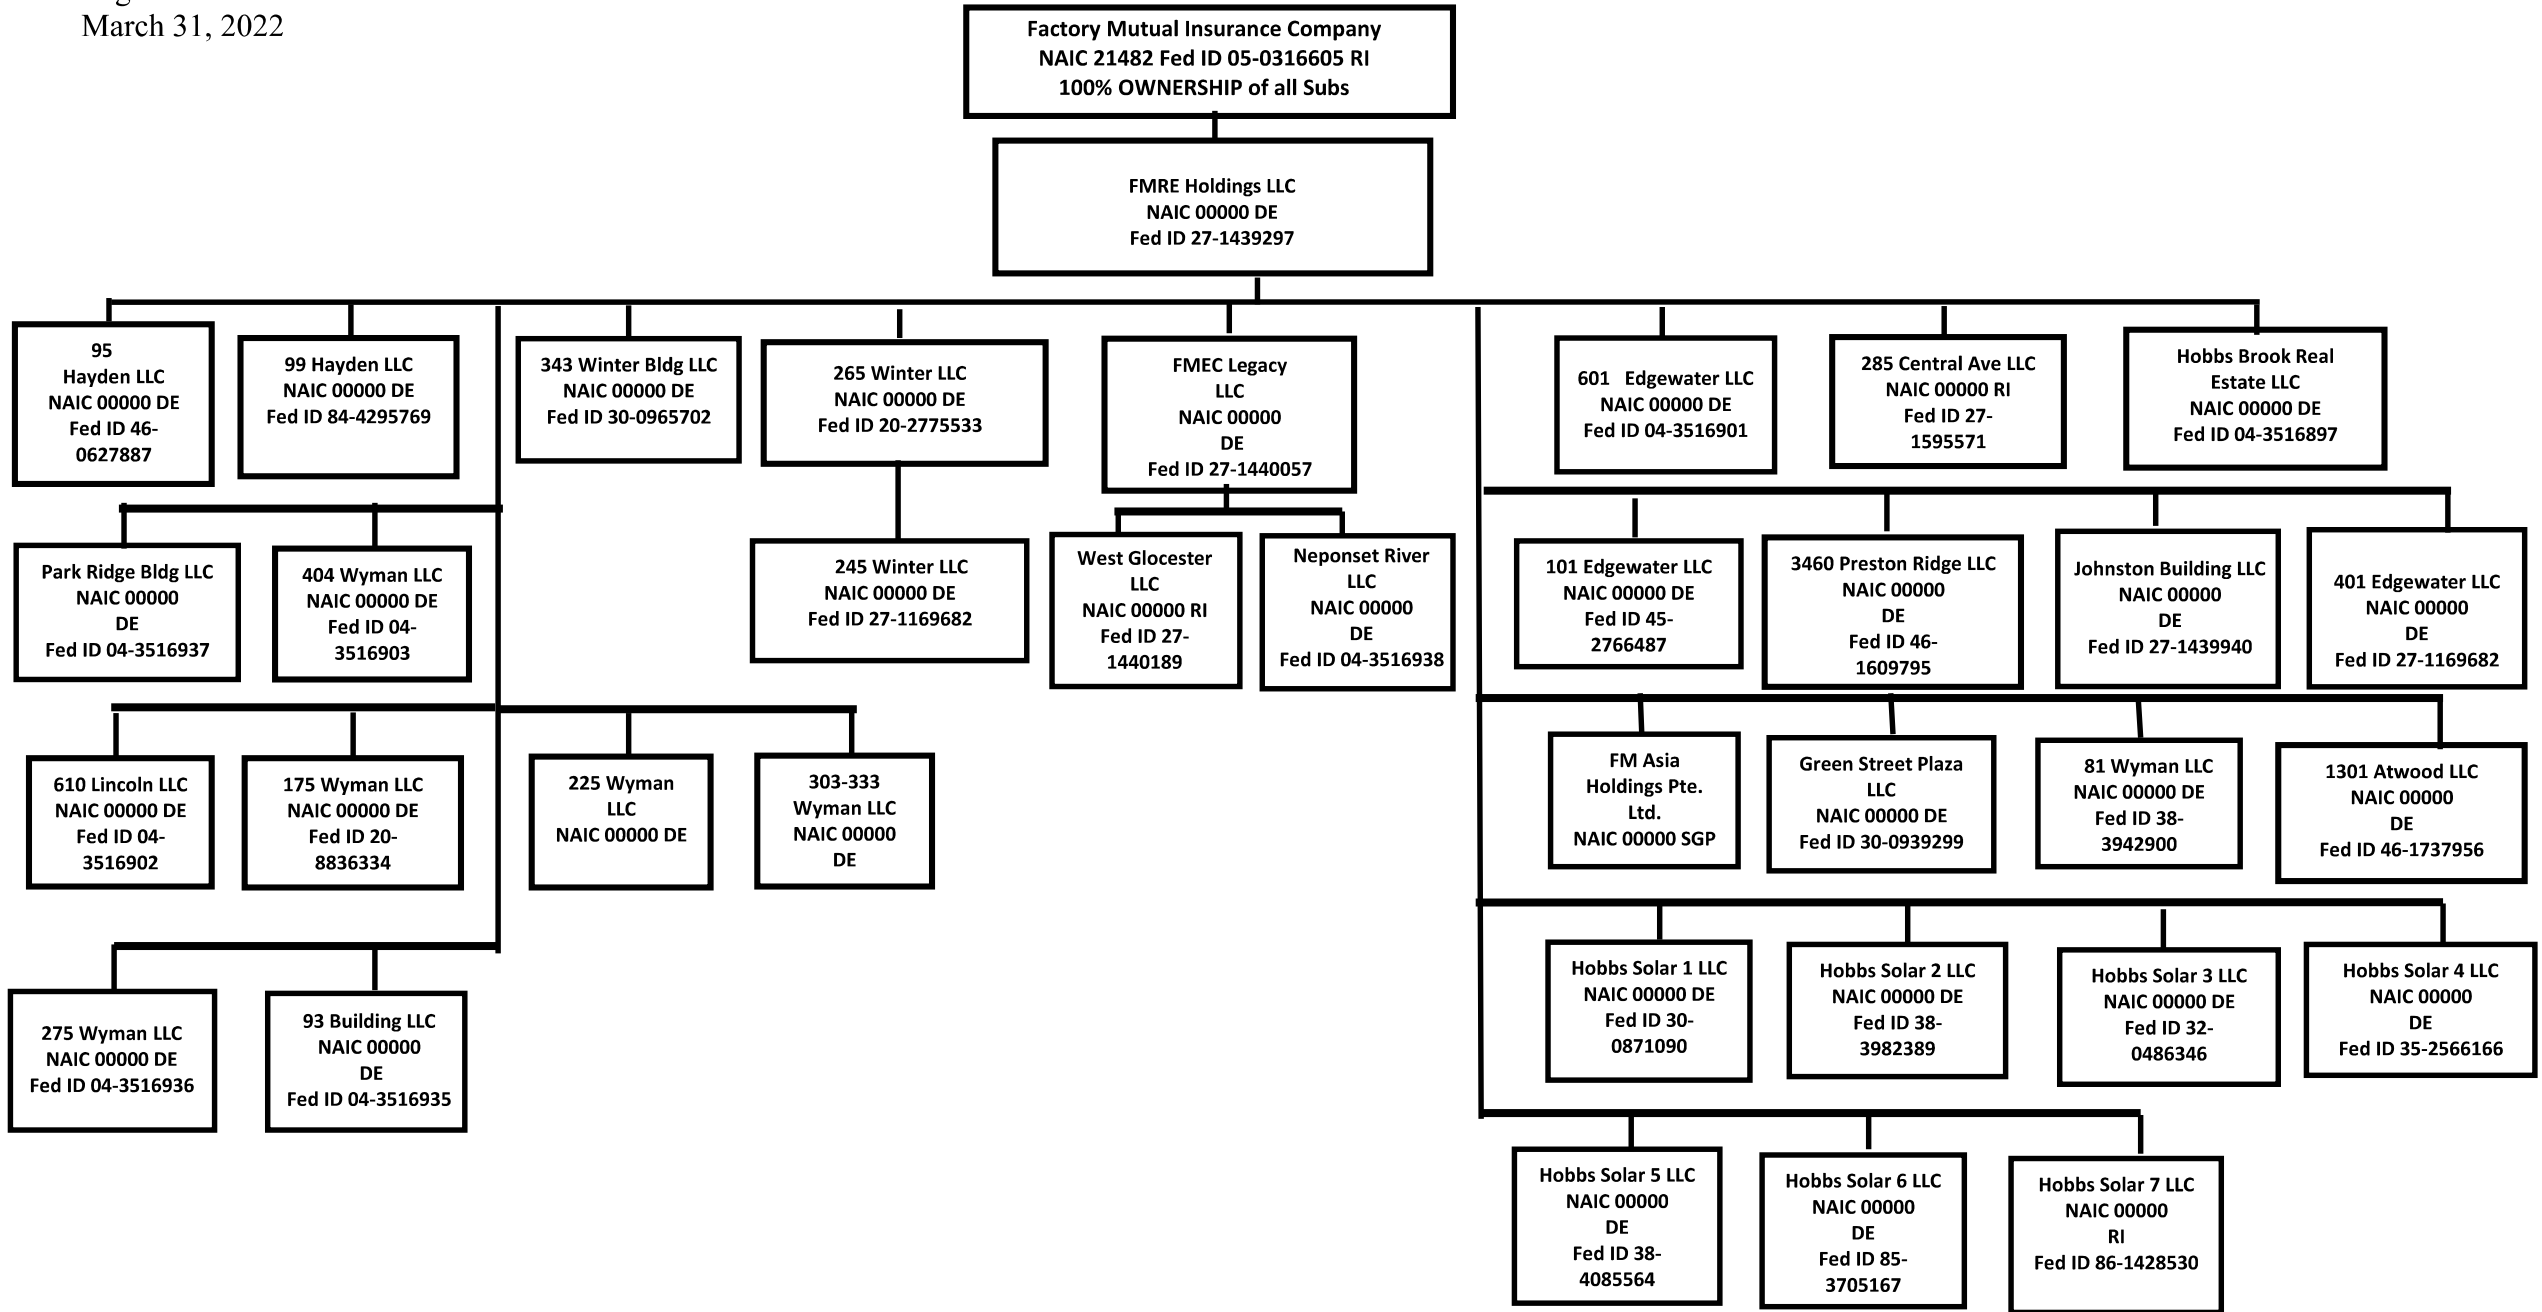 March 31, 2022
Factory Mutual Insurance Company
NAIC 21482 Fed ID 05-0316605 RI
100% OWNERSHIP of all Subs
FMRE Holdings LLC
NAIC 00000 DE
Fed ID 27-1439297
95
Hayden LLC
NAIC 00000 DE
Fed ID 46-
0627887
99 Hayden LLC
NAIC 00000 DE
Fed ID 84-4295769
343 Winter Bldg LLC
NAIC 00000 DE
Fed ID 30-0965702
265 Winter LLC
NAIC 00000 DE
Fed ID 20-2775533
FMEC Legacy
LLC
NAIC 00000
DE
Fed ID 27-1440057
601 Edgewater LLC
NAIC 00000 DE
Fed ID 04-3516901
285 Central Ave LLC
NAIC 00000 RI
Fed ID 27-
1595571
Hobbs Brook Real
Estate LLC
NAIC 00000 DE
Fed ID 04-3516897
Park Ridge Bldg LLC
NAIC 00000
DE
Fed ID 04-3516937
404 Wyman LLC
NAIC 00000 DE
Fed ID 04-
3516903
245 Winter LLC
NAIC 00000 DE
Fed ID 27-1169682
West Glocester
LLC
NAIC 00000 RI
Fed ID 27-
1440189
Neponset River
LLC
NAIC 00000
DE
Fed ID 04-3516938
101 Edgewater LLC
NAIC 00000 DE
Fed ID 45-
2766487
3460 Preston Ridge LLC
NAIC 00000
DE
Fed ID 46-
1609795
Johnston Building LLC
NAIC 00000
DE
Fed ID 27-1439940
401 Edgewater LLC
NAIC 00000
DE
Fed ID 27-1169682
610 Lincoln LLC
NAIC 00000 DE
Fed ID 04-
3516902
175 Wyman LLC
NAIC 00000 DE
Fed ID 20-
8836334
225 Wyman
LLC
NAIC 00000 DE
303-333
Wyman LLC
NAIC 00000
DE
FM Asia
Holdings Pte.
Ltd.
NAIC 00000 SGP
Green Street Plaza
LLC
NAIC 00000 DE
Fed ID 30-0939299
81 Wyman LLC
NAIC 00000 DE
Fed ID 38-
3942900
1301 Atwood LLC
NAIC 00000
DE
Fed ID 46-1737956
275 Wyman LLC
NAIC 00000 DE
Fed ID 04-3516936
93 Building LLC
NAIC 00000
DE
Fed ID 04-3516935
Hobbs Solar 1 LLC
NAIC 00000 DE
Fed ID 30-
0871090
Hobbs Solar 2 LLC
NAIC 00000 DE
Fed ID 38-
3982389
Hobbs Solar 3 LLC
NAIC 00000 DE
Fed ID 32-
0486346
Hobbs Solar 4 LLC
NAIC 00000
DE
Fed ID 35-2566166
Hobbs Solar 5 LLC
NAIC 00000
DE
Fed ID 38-
4085564
Hobbs Solar 6 LLC
NAIC 00000
DE
Fed ID 85-
3705167
Hobbs Solar 7 LLC
NAIC 00000
RI
Fed ID 86-1428530